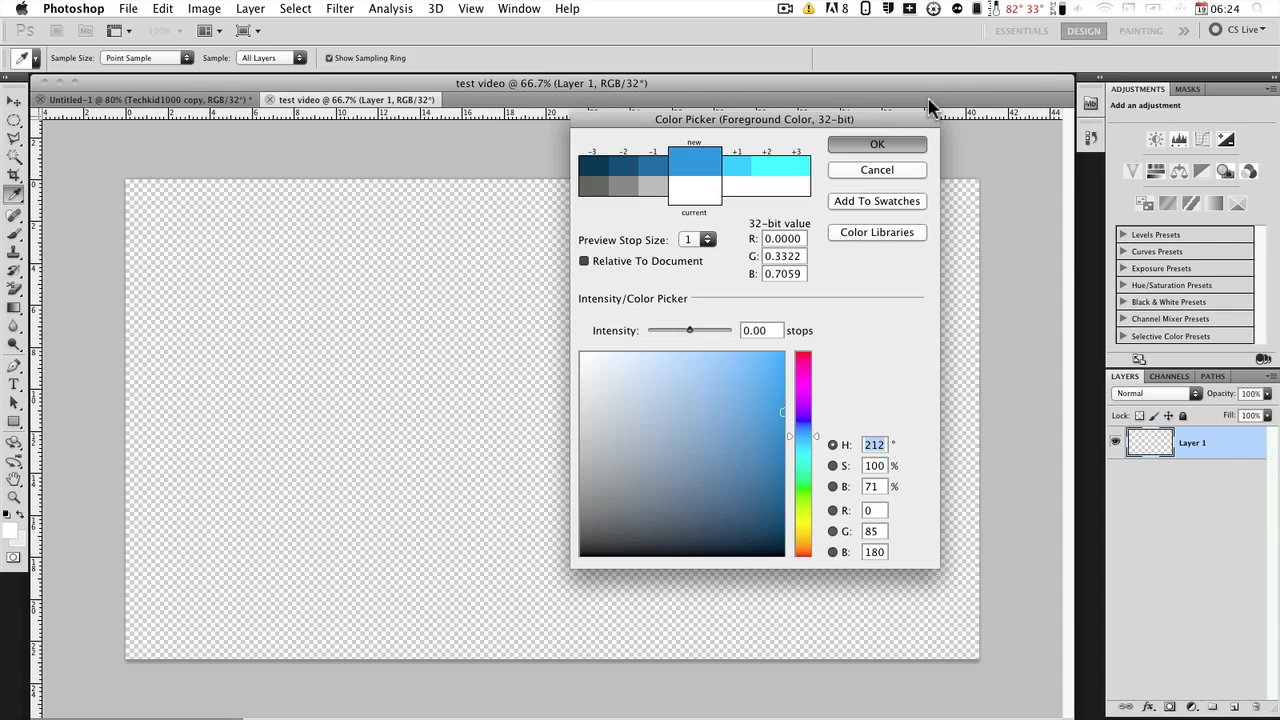 Photoshop File Edit Image Layer Select Filter Analysis 3D View Window Help 8 82° 33° 19 06:24
Ps Br Mb 100% ESSENTIALS DESIGN PAINTING CS Live
Sample Size: Point Sample Sample: All Layers Show Sampling Ring
test video @ 66.7% (Layer 1, RGB/32*)
Untitled-1 @ 80% (Techkid1000 copy, RGB/32*) * test video @ 66.7% (Layer 1, RGB/32*)
ADJUSTMENTS MASKS
Add an adjustment
Mb
Color Picker (Foreground Color, 32-bit)
new
-3 -2 -1 +1 +2 +3
current
OK
Cancel
Add To Swatches
Color Libraries
32-bit value
Preview Stop Size: 1 R: 0.0000
G: 0.3322
Relative To Document
B: 0.7059
Intensity/Color Picker
Intensity: 0.00 stops
H: 212 °
S: 100 %
B: 71 %
R: 0
G: 85
B: 180
Levels Presets
Curves Presets
Exposure Presets
Hue/Saturation Presets
Black & White Presets
Channel Mixer Presets
Selective Color Presets
LAYERS CHANNELS PATHS
Normal Opacity: 100%
Lock: Fill: 100%
Layer 1